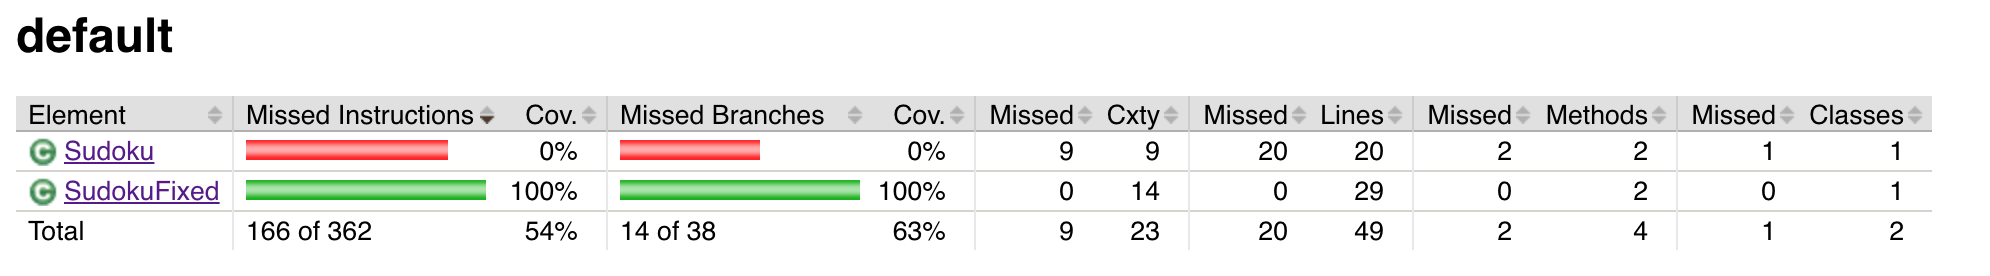 default
Element Missed Instructions Cov. Missed Branches Cov. Missed Cxty Missed Lines Missed Methods Missed Classes
C Sudoku 0% 0% 9 9 20 20 2 2 1 1
C SudokuFixed 100% 100% 0 14 0 29 0 2 0 1
Total 166 of 362 54% 14 of 38 63% 9 23 20 49 2 4 1 2